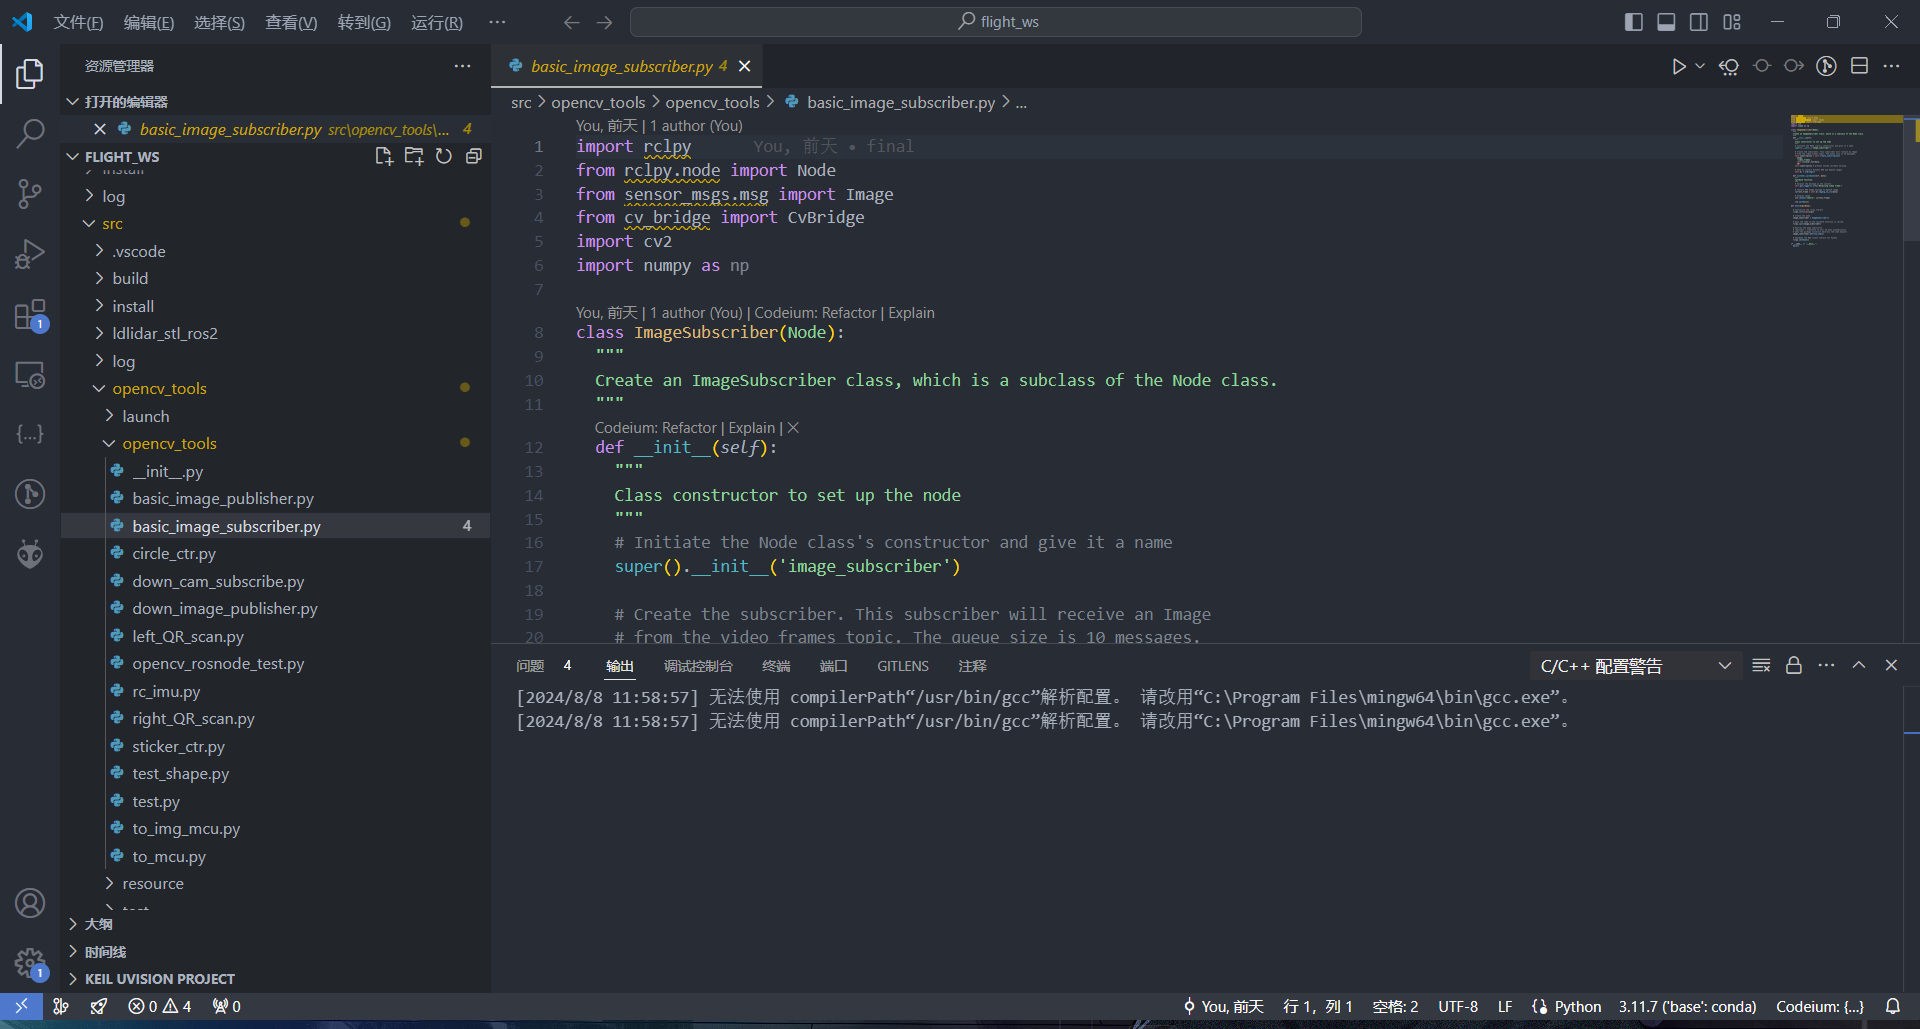 文件(F) 编辑(E) 选择(S) 查看(V) 转到(G) 运行(R) ··· flight_ws
资源管理器
打开的编辑器
basic_image_subscriber.py src\opencv_tools\... 4
FLIGHT_WS
install
log
src
.vscode
build
install
ldlidar_stl_ros2
log
opencv_tools
launch
opencv_tools
__init__.py
basic_image_publisher.py
basic_image_subscriber.py 4
circle_ctr.py
down_cam_subscribe.py
down_image_publisher.py
left_QR_scan.py
opencv_rosnode_test.py
rc_imu.py
right_QR_scan.py
sticker_ctr.py
test_shape.py
test.py
to_img_mcu.py
to_mcu.py
resource
test
大纲
时间线
KEIL UVISION PROJECT
1
1
basic_image_subscriber.py 4
src > opencv_tools > opencv_tools > basic_image_subscriber.py > ...
You, 前天 | 1 author (You)
1 import rclpy You, 前天 • final
2 from rclpy.node import Node
3 from sensor_msgs.msg import Image
4 from cv_bridge import CvBridge
5 import cv2
6 import numpy as np
7
You, 前天 | 1 author (You) | Codeium: Refactor | Explain
8 class ImageSubscriber(Node):
9 """
10 Create an ImageSubscriber class, which is a subclass of the Node class.
11 """
Codeium: Refactor | Explain | ×
12 def __init__(self):
13 """
14 Class constructor to set up the node
15 """
16 # Initiate the Node class's constructor and give it a name
17 super().__init__('image_subscriber')
18
19 # Create the subscriber. This subscriber will receive an Image
20 # from the video_frames topic. The queue size is 10 messages.
问题 4 输出 调试控制台 终端 端口 GITLENS 注释 C/C++ 配置警告
[2024/8/8 11:58:57] 无法使用 compilerPath“/usr/bin/gcc”解析配置。 请改用“C:\Program Files\mingw64\bin\gcc.exe”。
[2024/8/8 11:58:57] 无法使用 compilerPath“/usr/bin/gcc”解析配置。 请改用“C:\Program Files\mingw64\bin\gcc.exe”。
0 4 0 You, 前天 行 1, 列 1 空格: 2 UTF-8 LF Python 3.11.7 ('base': conda) Codeium: {...}